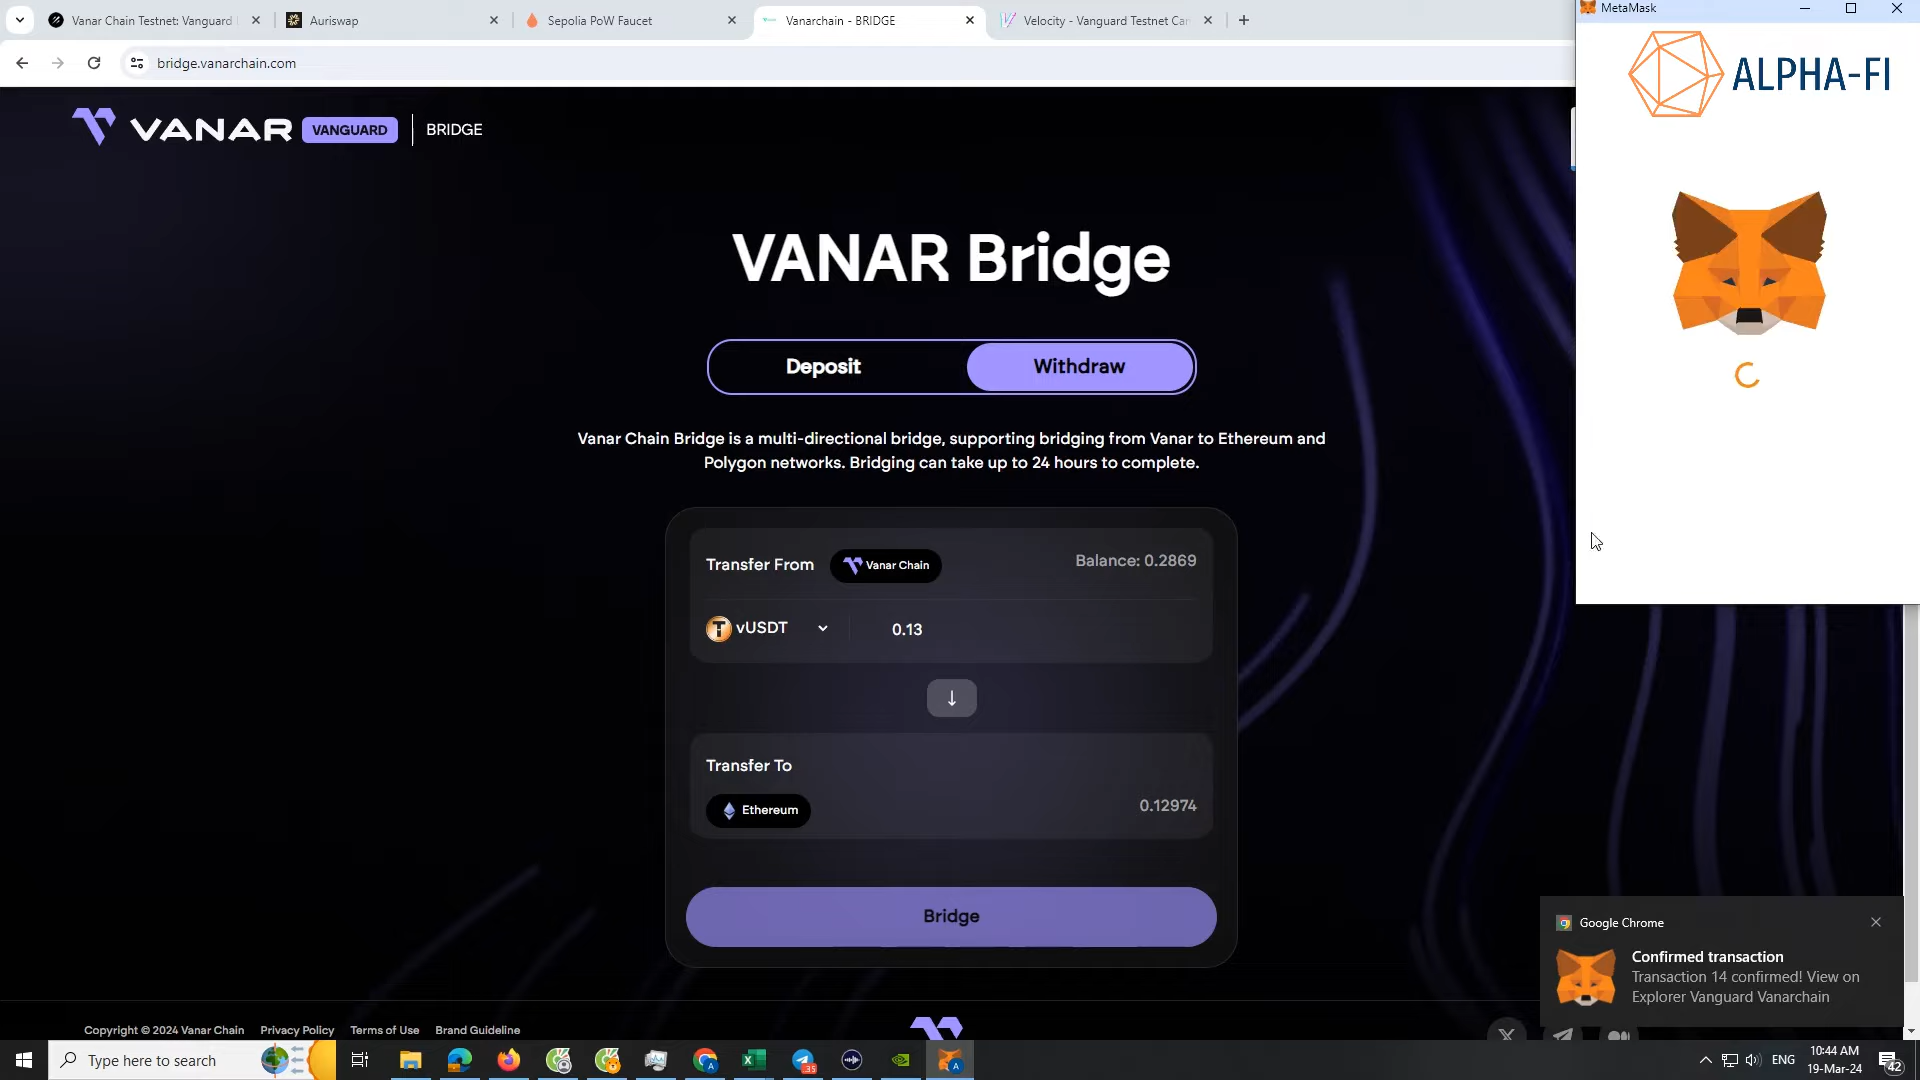 Vanar Chain Testnet: Vanguard
Auriswap
Sepolia PoW Faucet
Vanarchain - BRIDGE
Velocity - Vanguard Testnet Car
MetaMask
bridge.vanarchain.com
ALPHA-FI
VANAR
VANGUARD
BRIDGE
VANAR Bridge
Deposit
Withdraw
Vanar Chain Bridge is a multi-directional bridge, supporting bridging from Vanar to Ethereum and
Polygon networks. Bridging can take up to 24 hours to complete.
Transfer From
Vanar Chain
Balance: 0.2869
vUSDT
0.13
Transfer To
Ethereum
0.12974
Bridge
Google Chrome
Confirmed transaction
Transaction 14 confirmed! View on
Explorer Vanguard Vanarchain
Copyright © 2024 Vanar Chain
Privacy Policy
Terms of Use
Brand Guideline
Type here to search
ENG
10:44 AM
19-Mar-24
42